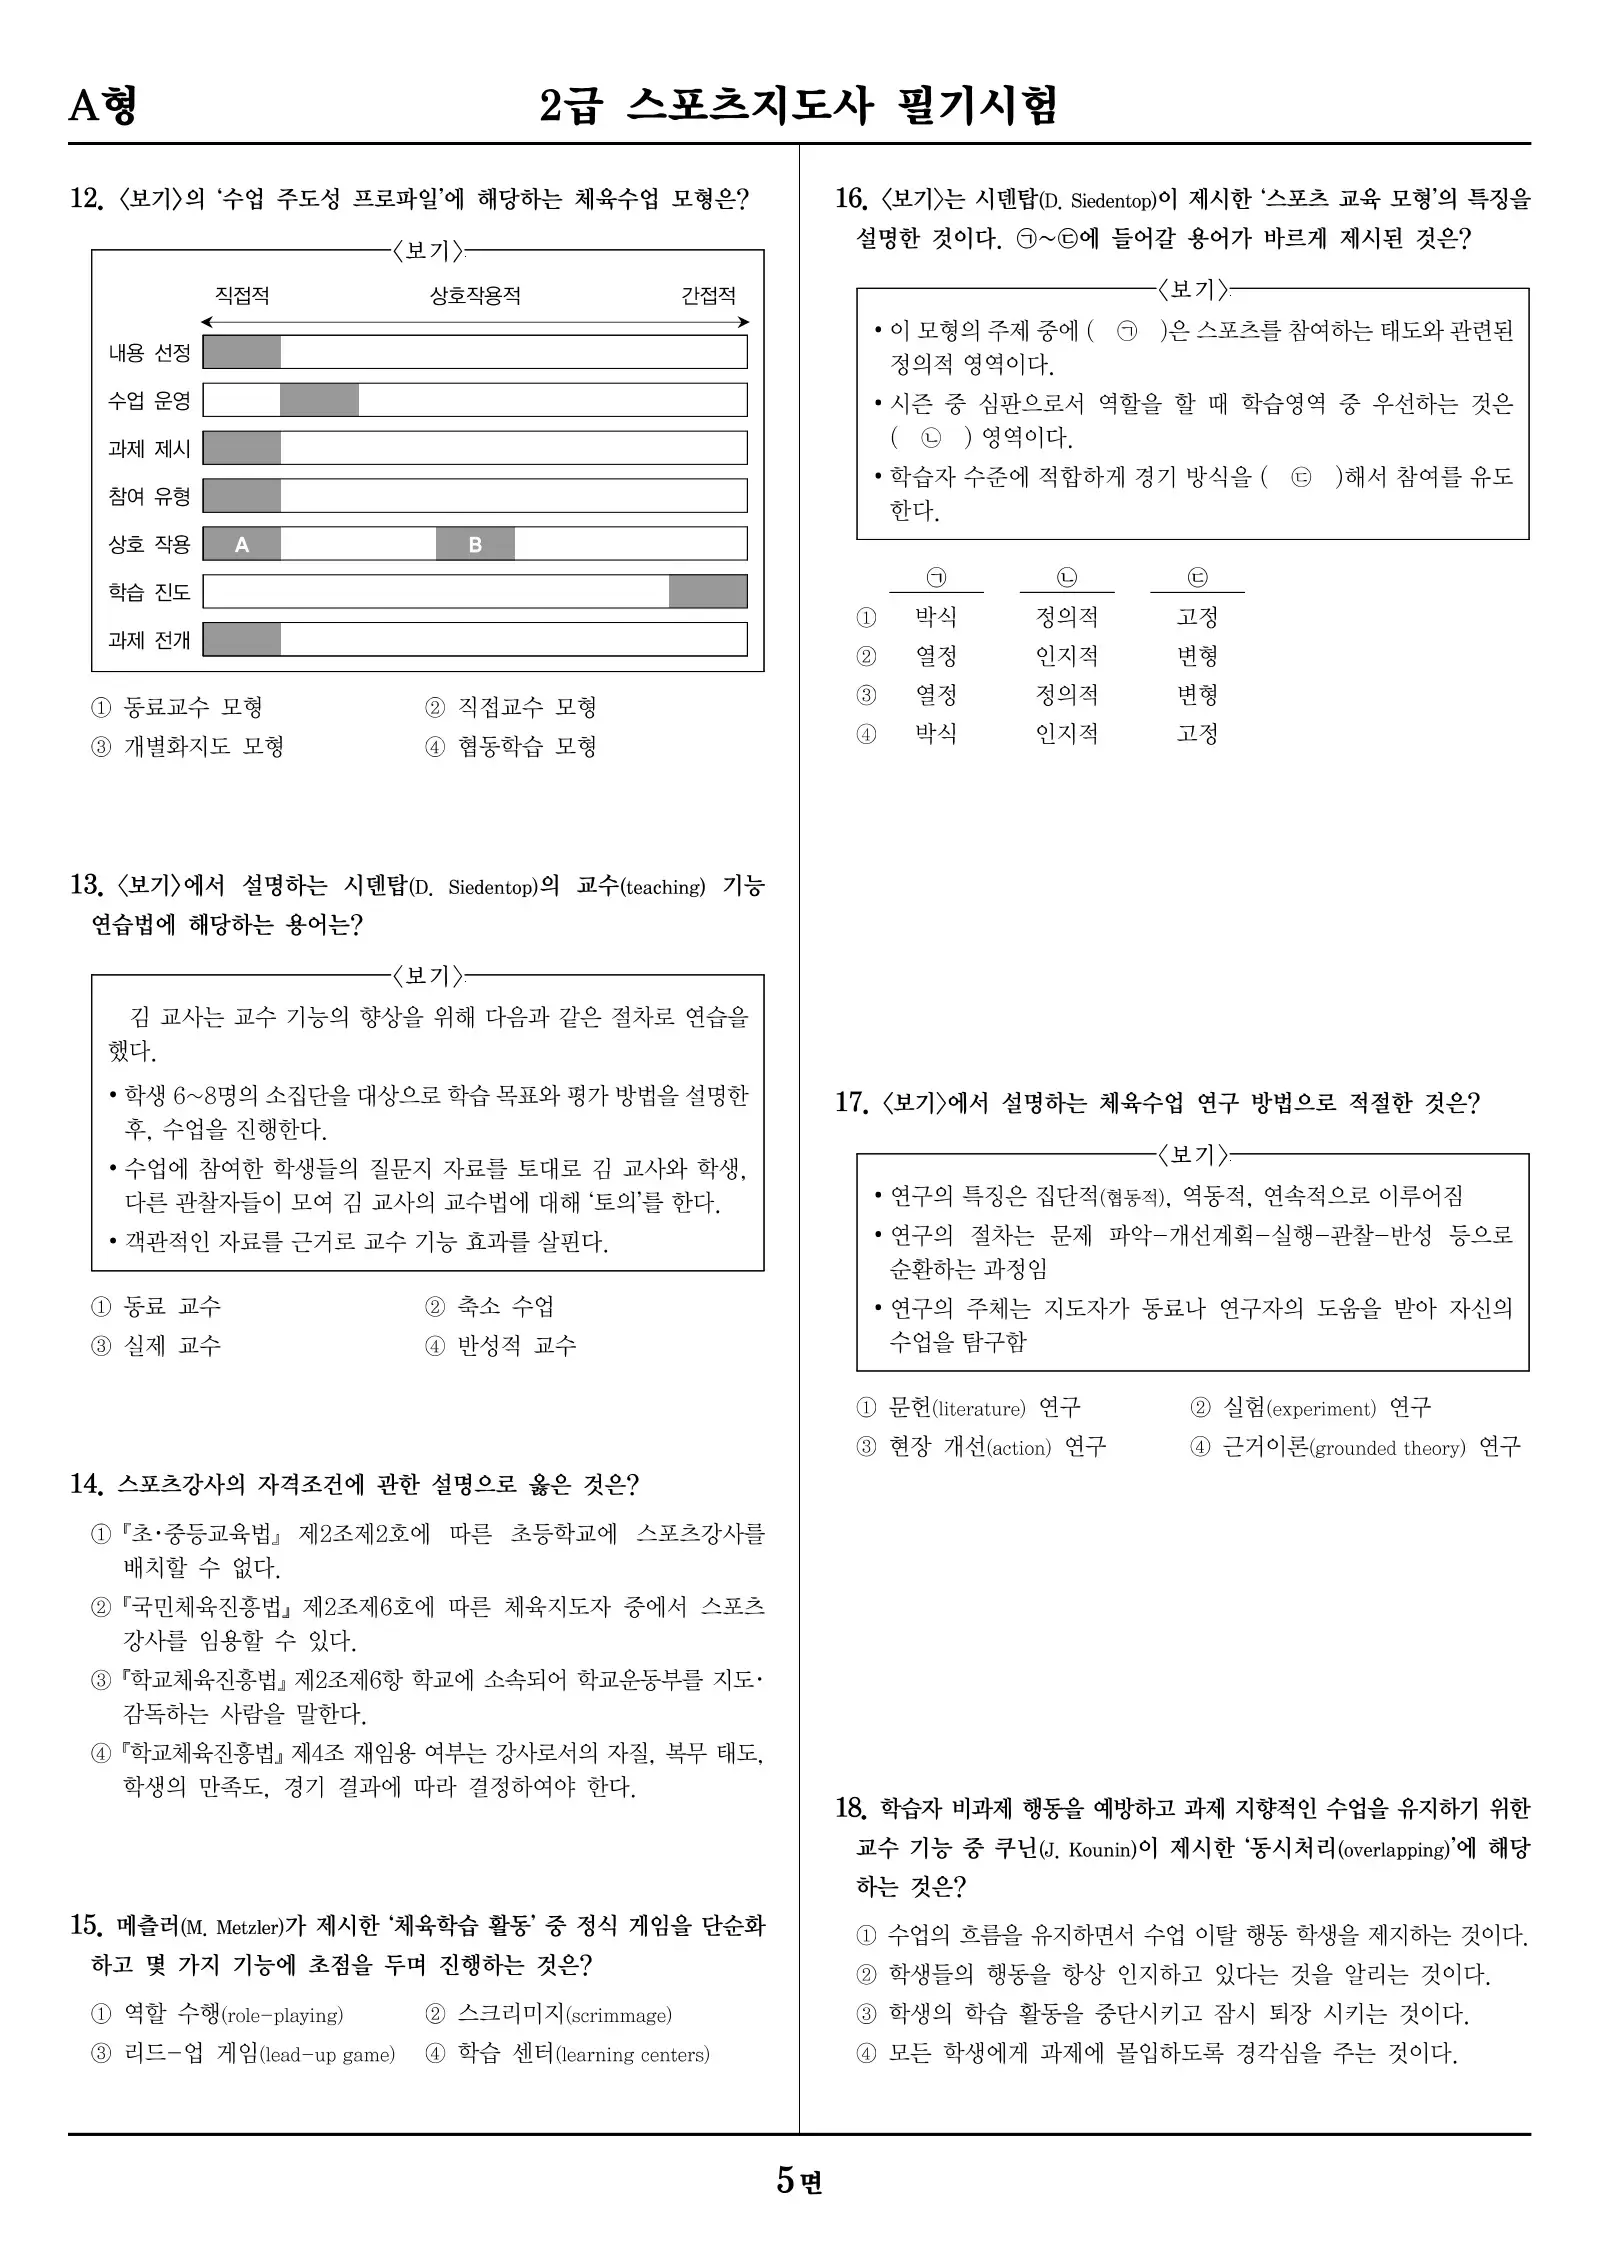 A형
2급 스포츠지도사 필기시험
12. 〈보기〉의 ‘수업 주도성 프로파일’에 해당하는 체육수업 모형은?
〈보기〉
직접적 상호작용적 간접적
내용 선정
수업 운영
과제 제시
참여 유형
상호 작용 A B
학습 진도
과제 전개
① 동료교수 모형 ② 직접교수 모형
③ 개별화지도 모형 ④ 협동학습 모형
13. 〈보기〉에서 설명하는 시덴탑(D. Siedentop)의 교수(teaching) 기능
연습법에 해당하는 용어는?
〈보기〉
김 교사는 교수 기능의 향상을 위해 다음과 같은 절차로 연습을
했다.
• 학생 6~8명의 소집단을 대상으로 학습 목표와 평가 방법을 설명한
후, 수업을 진행한다.
• 수업에 참여한 학생들의 질문지 자료를 토대로 김 교사와 학생,
다른 관찰자들이 모여 김 교사의 교수법에 대해 ‘토의’를 한다.
• 객관적인 자료를 근거로 교수 기능 효과를 살핀다.
① 동료 교수 ② 축소 수업
③ 실제 교수 ④ 반성적 교수
14. 스포츠강사의 자격조건에 관한 설명으로 옳은 것은?
① 『초·중등교육법』 제2조제2호에 따른 초등학교에 스포츠강사를
배치할 수 없다.
② 『국민체육진흥법』 제2조제6호에 따른 체육지도자 중에서 스포츠
강사를 임용할 수 있다.
③ 『학교체육진흥법』 제2조제6항 학교에 소속되어 학교운동부를 지도·
감독하는 사람을 말한다.
④ 『학교체육진흥법』 제4조 재임용 여부는 강사로서의 자질, 복무 태도,
학생의 만족도, 경기 결과에 따라 결정하여야 한다.
15. 메츨러(M. Metzler)가 제시한 ‘체육학습 활동’ 중 정식 게임을 단순화
하고 몇 가지 기능에 초점을 두며 진행하는 것은?
① 역할 수행(role-playing) ② 스크리미지(scrimmage)
③ 리드-업 게임(lead-up game) ④ 학습 센터(learning centers)
16. 〈보기〉는 시덴탑(D. Siedentop)이 제시한 ‘스포츠 교육 모형’의 특징을
설명한 것이다. ㉠~㉢에 들어갈 용어가 바르게 제시된 것은?
〈보기〉
• 이 모형의 주제 중에 ( ㉠ )은 스포츠를 참여하는 태도와 관련된
정의적 영역이다.
• 시즌 중 심판으로서 역할을 할 때 학습영역 중 우선하는 것은
( ㉡ ) 영역이다.
• 학습자 수준에 적합하게 경기 방식을 ( ㉢ )해서 참여를 유도
한다.
㉠ ㉡ ㉢
① 박식 정의적 고정
② 열정 인지적 변형
③ 열정 정의적 변형
④ 박식 인지적 고정
17. 〈보기〉에서 설명하는 체육수업 연구 방법으로 적절한 것은?
〈보기〉
• 연구의 특징은 집단적(협동적), 역동적, 연속적으로 이루어짐
• 연구의 절차는 문제 파악-개선계획-실행-관찰-반성 등으로
순환하는 과정임
• 연구의 주체는 지도자가 동료나 연구자의 도움을 받아 자신의
수업을 탐구함
① 문헌(literature) 연구 ② 실험(experiment) 연구
③ 현장 개선(action) 연구 ④ 근거이론(grounded theory) 연구
18. 학습자 비과제 행동을 예방하고 과제 지향적인 수업을 유지하기 위한
교수 기능 중 쿠닌(J. Kounin)이 제시한 ‘동시처리(overlapping)’에 해당
하는 것은?
① 수업의 흐름을 유지하면서 수업 이탈 행동 학생을 제지하는 것이다.
② 학생들의 행동을 항상 인지하고 있다는 것을 알리는 것이다.
③ 학생의 학습 활동을 중단시키고 잠시 퇴장 시키는 것이다.
④ 모든 학생에게 과제에 몰입하도록 경각심을 주는 것이다.
5면